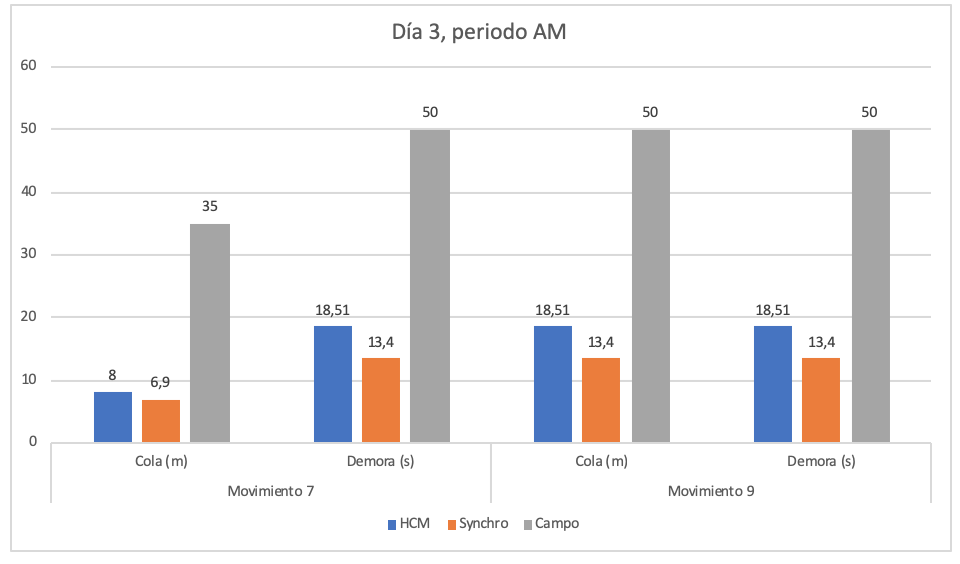 Día 3, periodo AM
60
50
40
30
20
10
0
8
6,9
35
18,51
13,4
50
18,51
13,4
50
18,51
13,4
50
Cola (m)
Demora (s)
Cola (m)
Demora (s)
Movimiento 7
Movimiento 9
HCM
Synchro
Campo